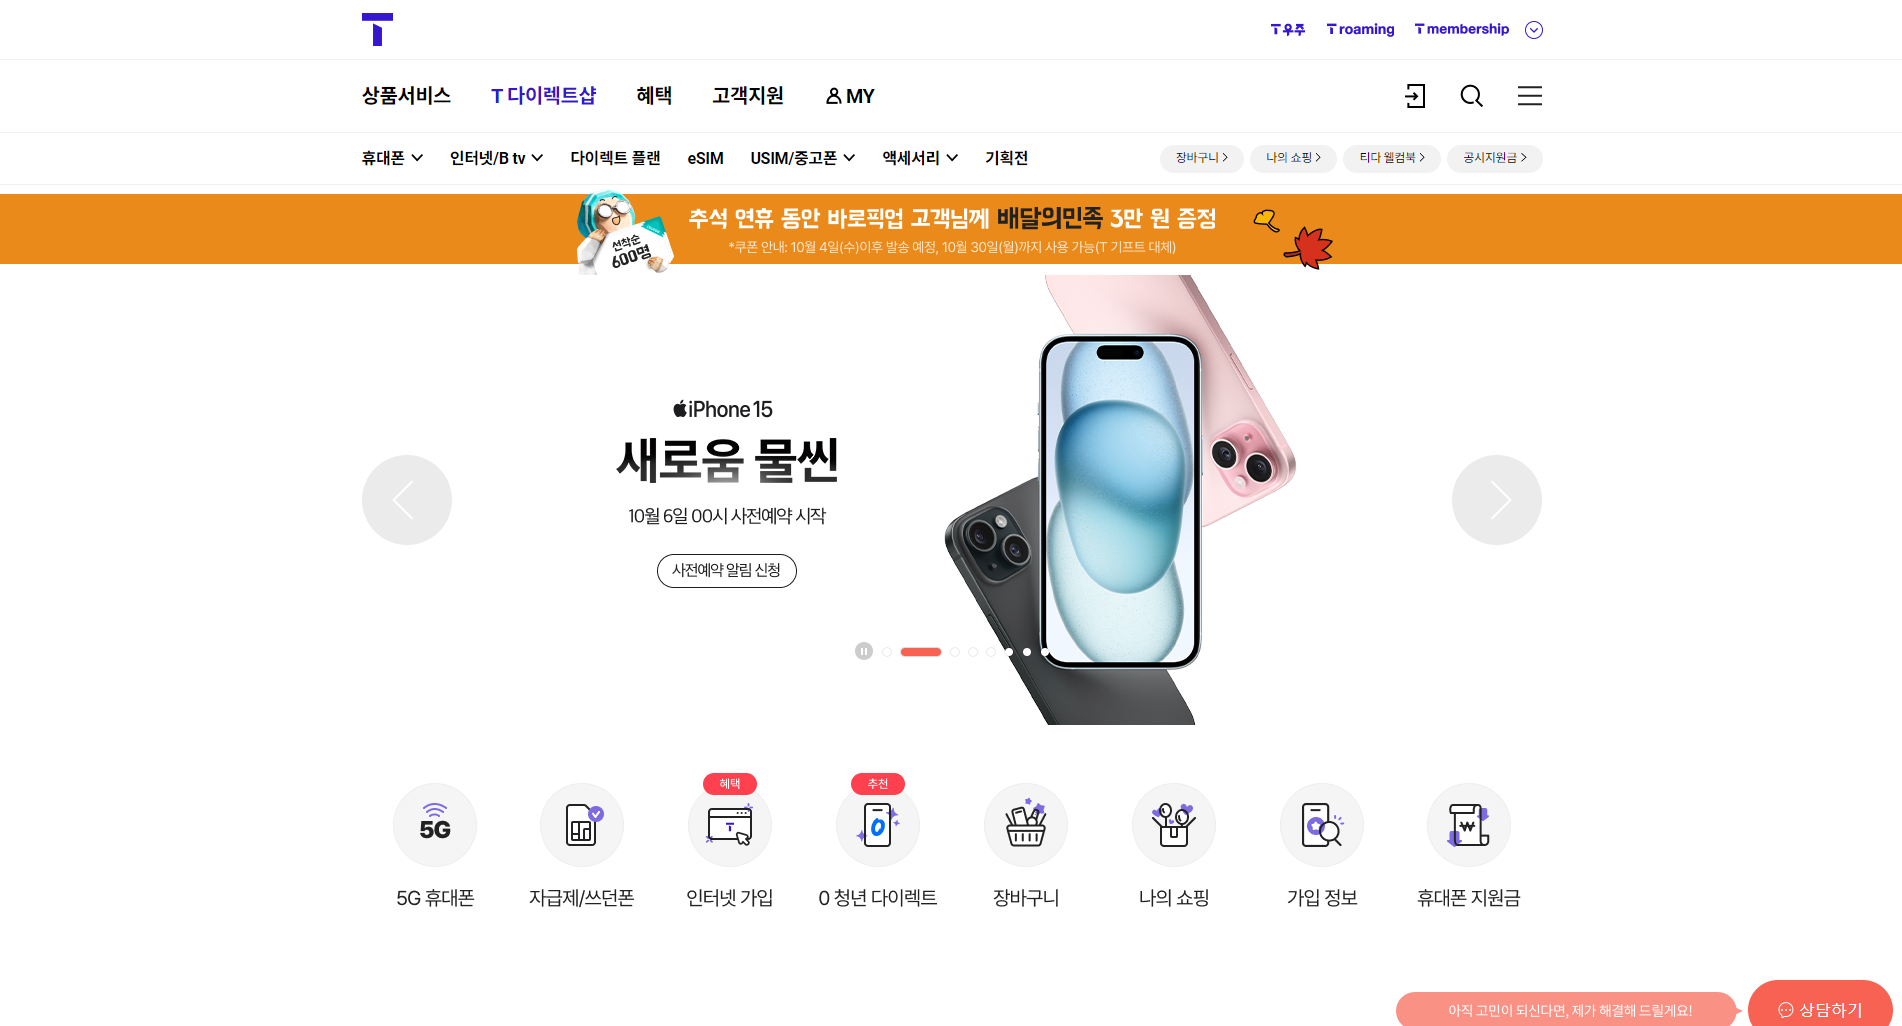 T
T우주 T roaming T membership
상품서비스 T 다이렉트샵 혜택 고객지원 MY
휴대폰 인터넷/B tv 다이렉트 플랜 eSIM USIM/중고폰 액세서리 기획전 장바구니 나의 쇼핑 티다 웰컴북 공시지원금
선착순
600명
추석 연휴 동안 바로픽업 고객님께 배달의민족 3만 원 증정
*쿠폰 안내: 10월 4일(수)이후 발송 예정, 10월 30일(월)까지 사용 가능(T 기프트 대체)
iPhone 15
새로움 물씬
10월 6일 00시 사전예약 시작
사전예약 알림 신청
혜택 추천
5G T 0 ₩
5G 휴대폰 자급제/쓰던폰 인터넷 가입 0 청년 다이렉트 장바구니 나의 쇼핑 가입 정보 휴대폰 지원금
아직 고민이 되신다면, 제가 해결해 드릴게요! 상담하기